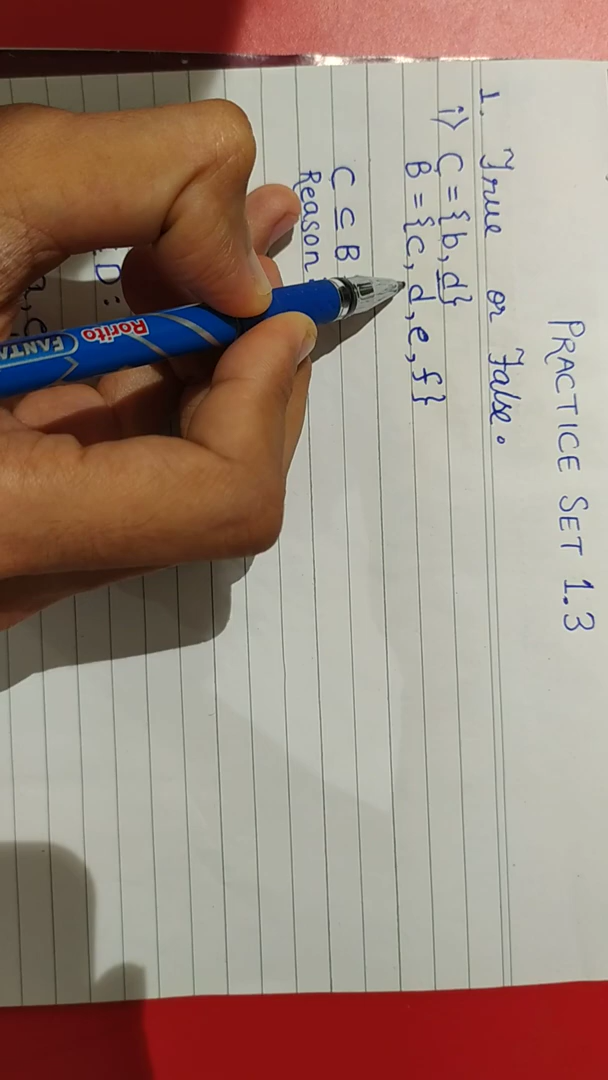 PRACTICE SET 1.3
1. True or False.
i) C = {b, d}
B = {c, d, e, f}
C ⊆ B
Reason
D:
Rorito
FANTA